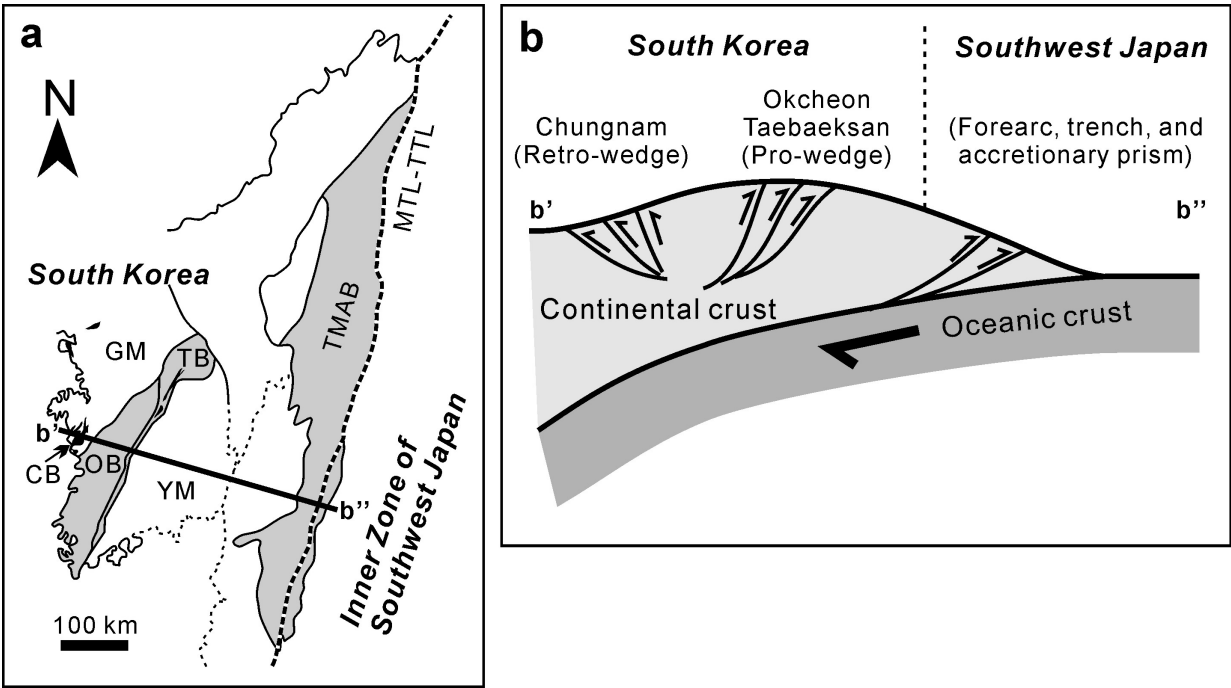 a
N
MTL-TTL
South Korea
TMAB
GM
TB
b'
CB
OB
YM
b''
Inner Zone of
Southwest Japan
100 km
b
South Korea
Southwest Japan
Chungnam
(Retro-wedge)
Okcheon
Taebaeksan
(Pro-wedge)
(Forearc, trench, and
accretionary prism)
b'
b''
Continental crust
Oceanic crust